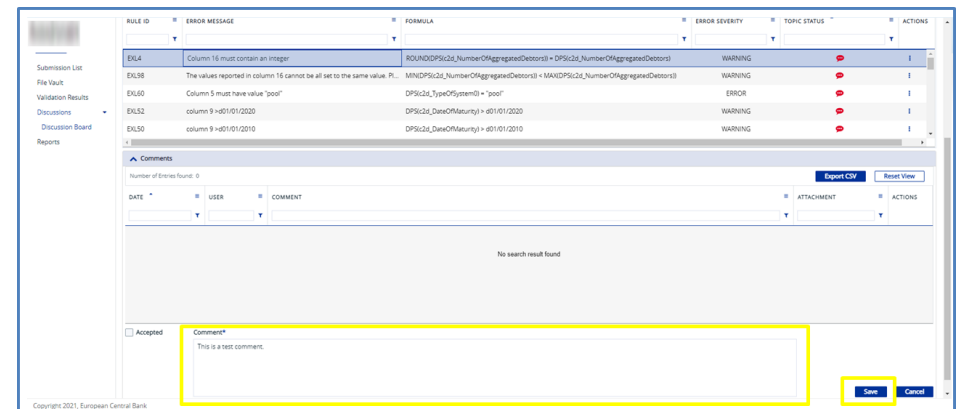 RULE ID ERROR MESSAGE FORMULA ERROR SEVERITY TOPIC STATUS ACTIONS
EXL4 Column 16 must contain an integer ROUND(DPS(c2d_NumberOfAggregatedDebtors)) = DPS(c2d_NumberOfAggregatedDebtors) WARNING
EXL98 The values reported in column 16 cannot be all set to the same value. Pl... MIN(DPS(c2d_NumberOfAggregatedDebtors)) < MAX(DPS(c2d_NumberOfAggregatedDebtors)) WARNING
EXL60 Column 5 must have value "pool" DPS(c2d_TypeOfSystem0) = "pool" ERROR
EXL52 column 9 >d01/01/2020 DPS(c2d_DateOfMaturity) > d01/01/2020 WARNING
EXL50 column 9 >d01/01/2010 DPS(c2d_DateOfMaturity) > d01/01/2010 WARNING
Submission List
File Vault
Validation Results
Discussions
Discussion Board
Reports
Comments
Number of Entries found: 0 Export CSV Reset View
DATE USER COMMENT ATTACHMENT ACTIONS
No search result found
Accepted Comment*
This is a test comment.
Save Cancel
Copyright 2021, European Central Bank